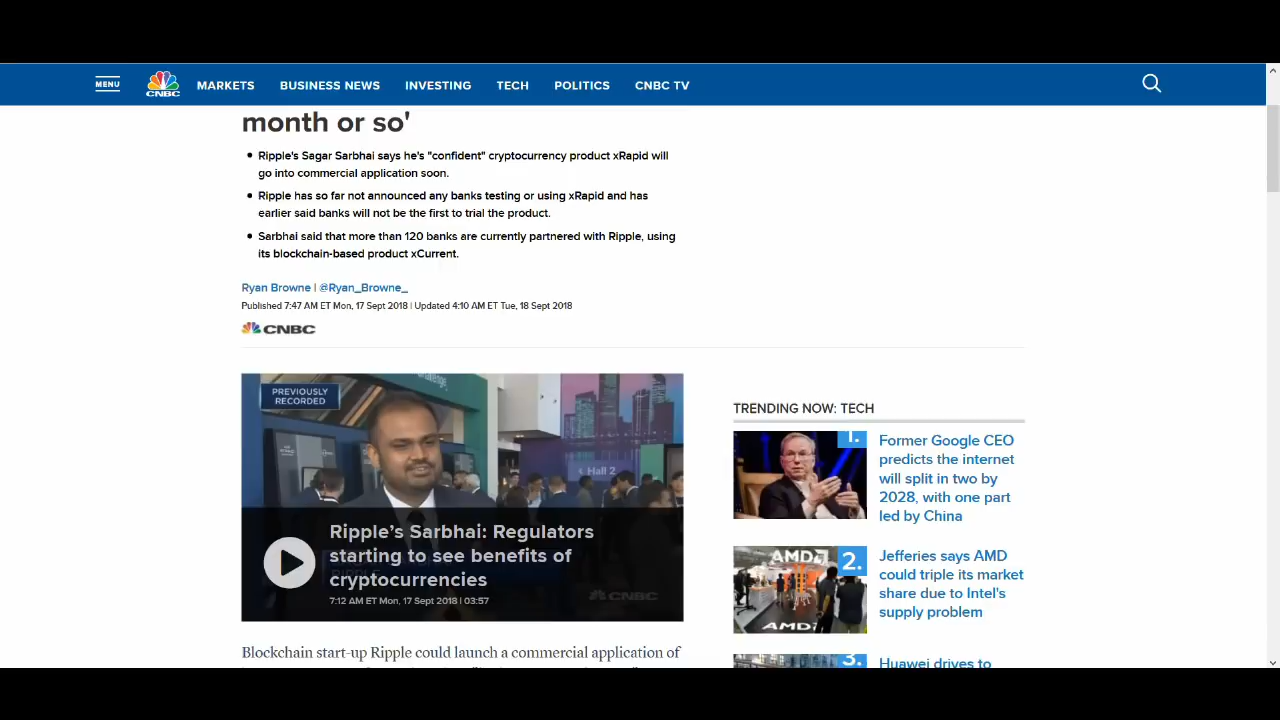 MENU
CNBC
MARKETS
BUSINESS NEWS
INVESTING
TECH
POLITICS
CNBC TV
month or so'
• Ripple's Sagar Sarbhai says he's "confident" cryptocurrency product xRapid will
go into commercial application soon.
• Ripple has so far not announced any banks testing or using xRapid and has
earlier said banks will not be the first to trial the product.
• Sarbhai said that more than 120 banks are currently partnered with Ripple, using
its blockchain-based product xCurrent.
Ryan Browne | @Ryan_Browne_
Published 7:47 AM ET Mon, 17 Sept 2018 | Updated 4:10 AM ET Tue, 18 Sept 2018
CNBC
PREVIOUSLY
RECORDED
Hall 2
Ripple's Sarbhai: Regulators
starting to see benefits of
cryptocurrencies
7:12 AM ET Mon, 17 Sept 2018 | 03:57
CNBC
Blockchain start-up Ripple could launch a commercial application of
TRENDING NOW: TECH
1.
Former Google CEO
predicts the internet
will split in two by
2028, with one part
led by China
AMD
2.
AMD
Jefferies says AMD
could triple its market
share due to Intel's
supply problem
3.
Huawei drives to